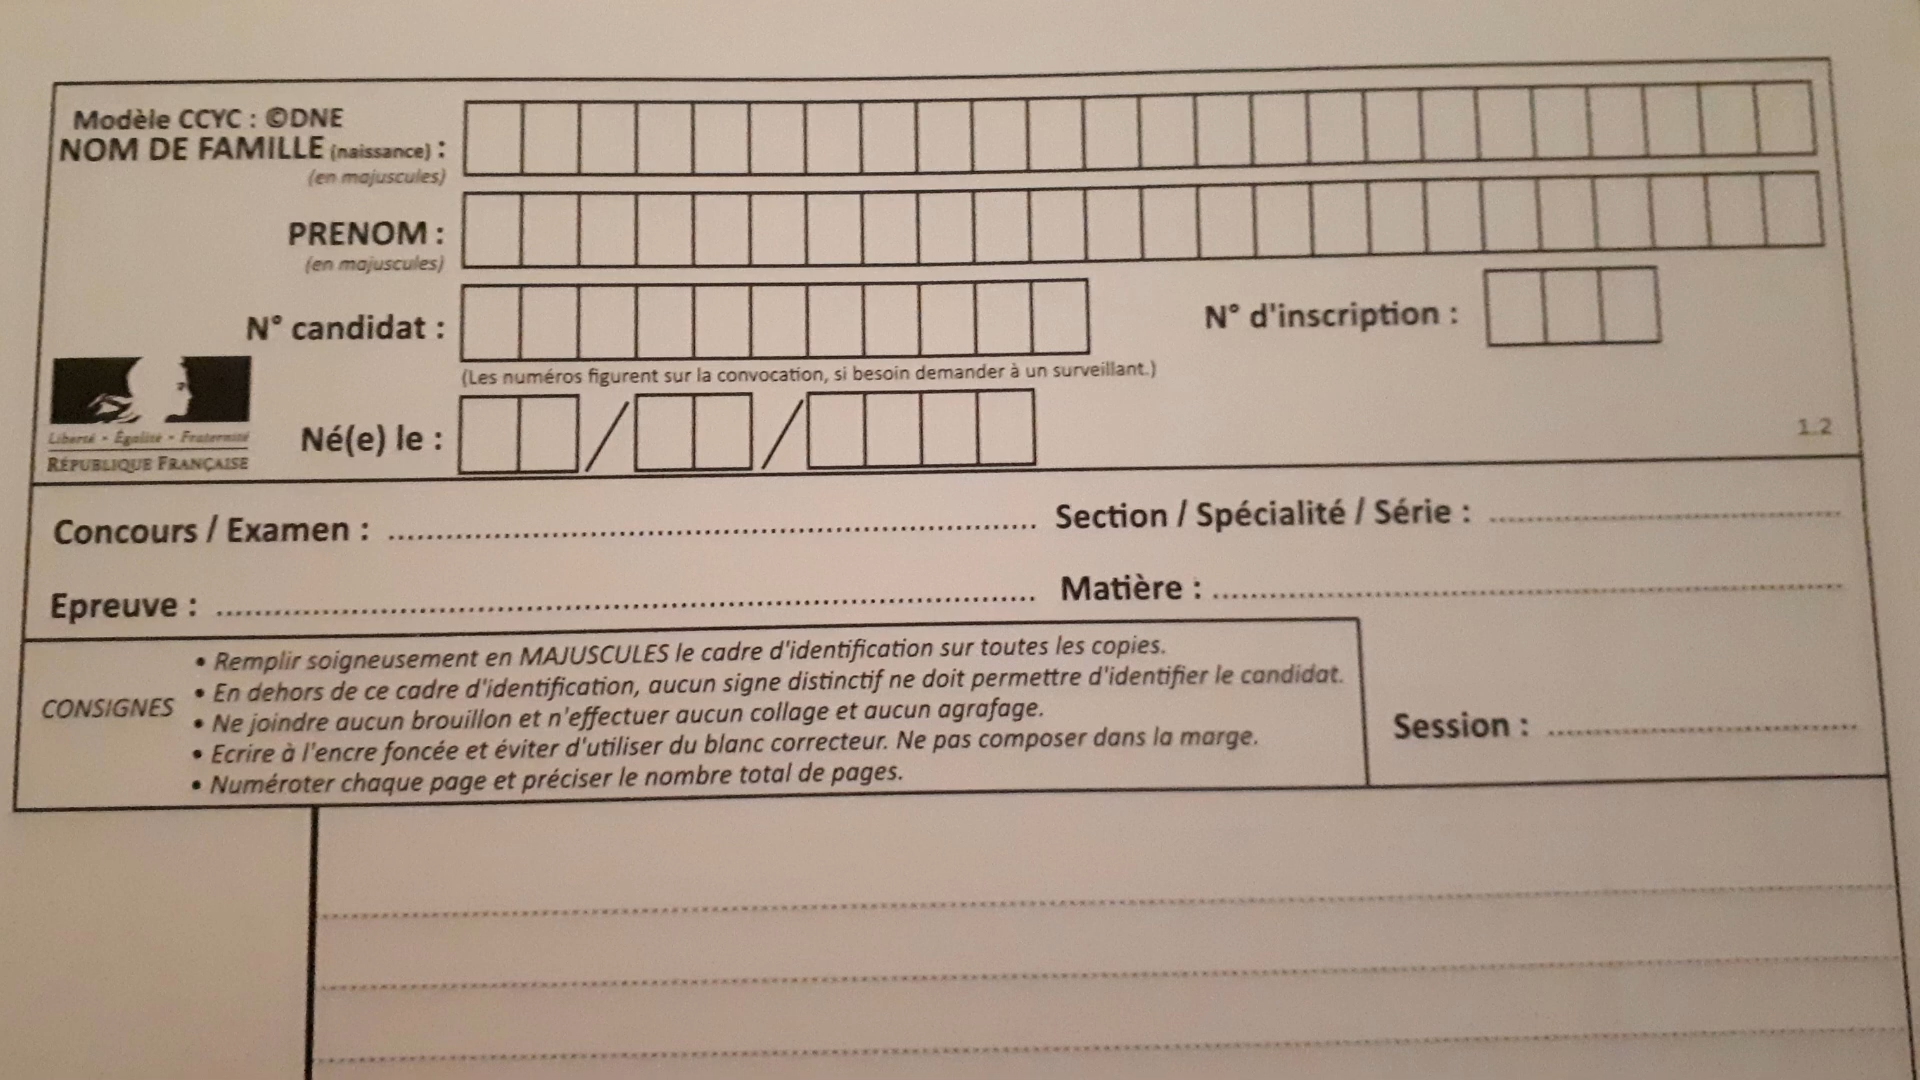 Modèle CCYC : ©DNE
NOM DE FAMILLE (naissance) :
(en majuscules)
PRENOM :
(en majuscules)
N° candidat :
N° d'inscription :
(Les numéros figurent sur la convocation, si besoin demander à un surveillant.)
Né(e) le : / /
1.2
Liberté • Égalité • Fraternité
RÉPUBLIQUE FRANÇAISE
Concours / Examen : Section / Spécialité / Série :
Epreuve : Matière :
CONSIGNES
• Remplir soigneusement en MAJUSCULES le cadre d'identification sur toutes les copies.
• En dehors de ce cadre d'identification, aucun signe distinctif ne doit permettre d'identifier le candidat.
• Ne joindre aucun brouillon et n'effectuer aucun collage et aucun agrafage.
• Ecrire à l'encre foncée et éviter d'utiliser du blanc correcteur. Ne pas composer dans la marge.
• Numéroter chaque page et préciser le nombre total de pages.
Session :